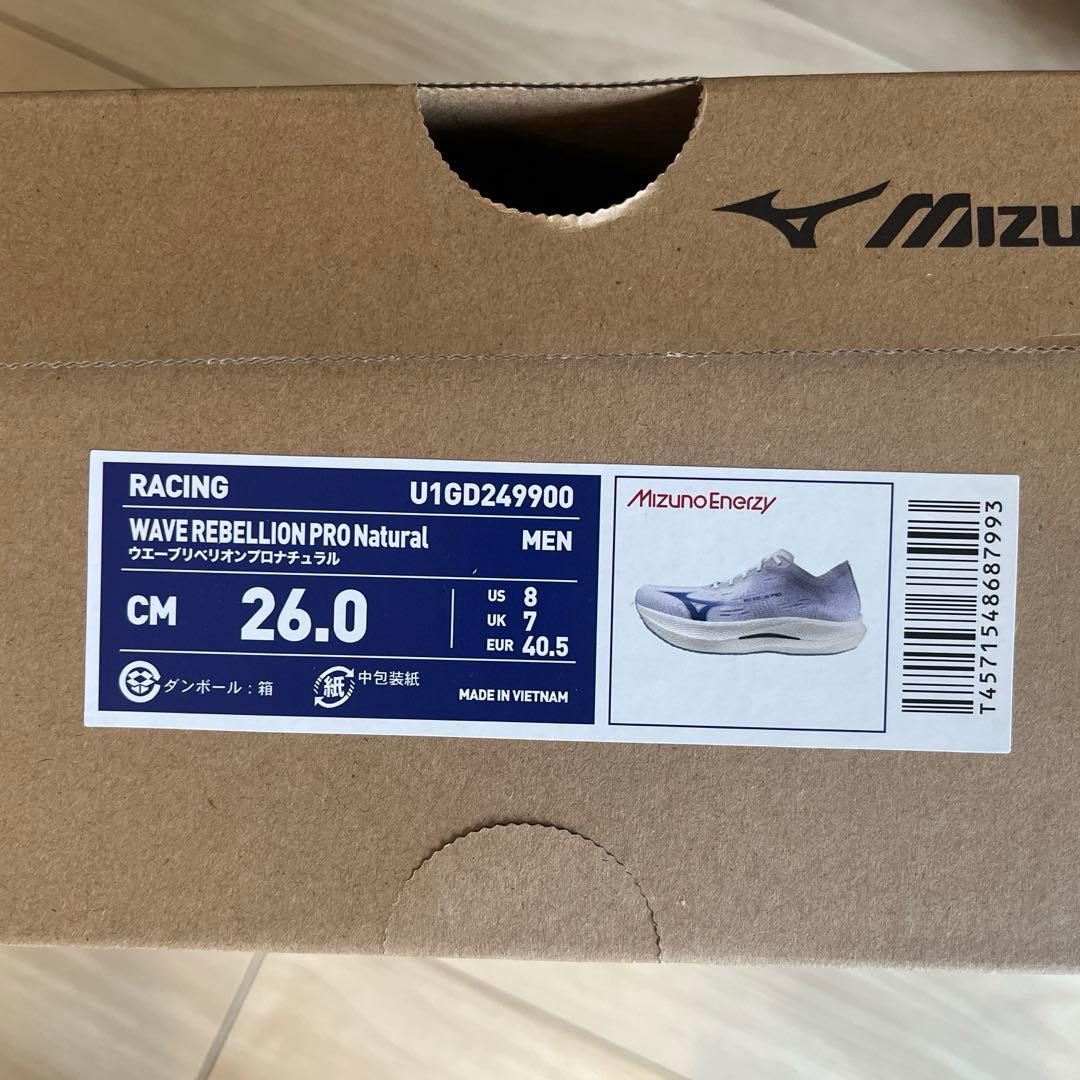 MIZU
RACING
U1GD249900
WAVE REBELLION PRO Natural
MEN
ウエーブリベリオンプロナチュラル
CM 26.0
US 8
UK 7
EUR 40.5
ダンボール:箱
紙 中包装紙
MADE IN VIETNAM
Mizuno Enerzy
T4571548687993